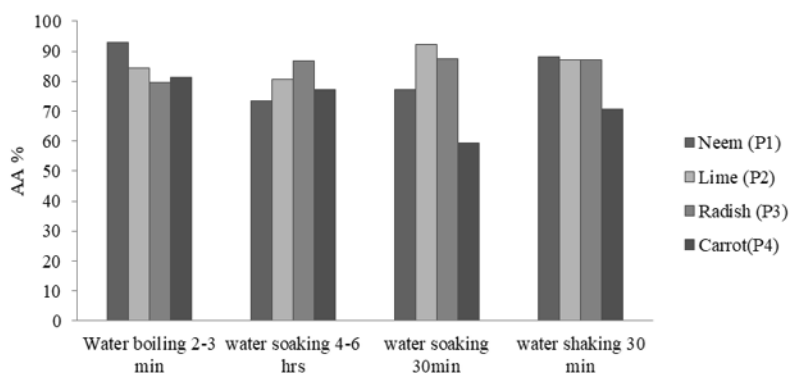 100
90
80
70
60
50
40
30
20
10
0
AA %
Water boiling 2-3
min
water soaking 4-6
hrs
water soaking
30min
water shaking 30
min
Neem (P1)
Lime (P2)
Radish (P3)
Carrot(P4)